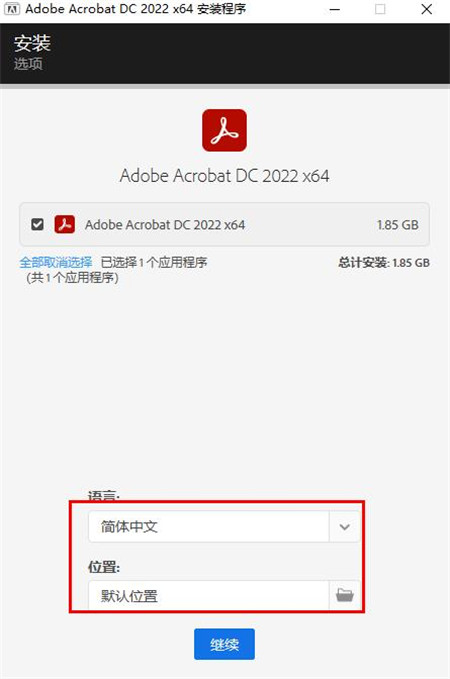 Adobe Acrobat DC 2022 x64 安装程序
安装
选项
Adobe Acrobat DC 2022 x64
Adobe Acrobat DC 2022 x64 1.85 GB
全部取消选择 已选择1个应用程序 总计安装: 1.85 GB
（共1个应用程序）
语言:
简体中文
位置:
默认位置
继续